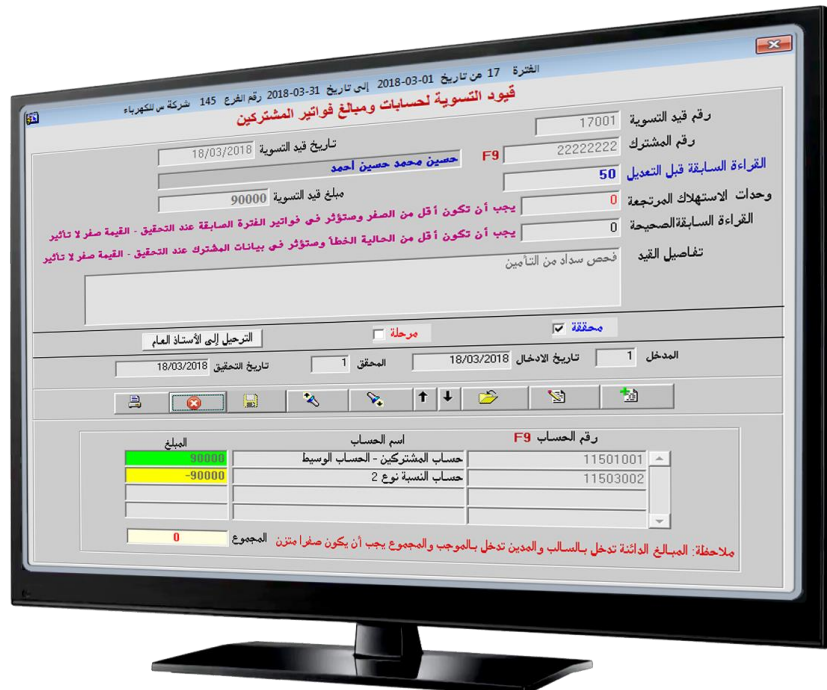 الفترة 17 من تاريخ 01-03-2018 إلى تاريخ 31-03-2018 رقم الفرع 145 شركة س للكهرباء
قيود التسوية لحسابات ومبالغ فواتير المشتركين
رقم قيد التسوية 17001 تاريخ قيد التسوية 18/03/2018
رقم المشترك 22222222 F9 حسين محمد حسين أحمد
القراءة السابقة قبل التعديل 50 مبلغ قيد التسوية 90000
وحدات الاستهلاك المرتجعة 0 يجب أن تكون أقل من الصفر وستؤثر في فواتير الفترة السابقة عند التحقيق - القيمة صفر لا تأثير
القراءة السابقةالصحيحة 0 يجب أن تكون أقل من الحالية الخطأ وستؤثر في بيانات المشترك عند التحقيق - القيمة صفر لا تأثير
تفاصيل القيد فحص سداد من التأمين
محققة مرحلة الترحيل إلى الأستاذ العام
المدخل 1 تاريخ الادخال 18/03/2018 المحقق 1 تاريخ التحقيق 18/03/2018
رقم الحساب F9 اسم الحساب المبلغ
11501001 حساب المشتركين - الحساب الوسيط 90000
11503002 حساب النسبة نوع 2 -90000
المجموع 0
ملاحظة: المبالغ الدائنة تدخل بالسالب والمدين تدخل بالموجب والمجموع يجب أن يكون صفرا متزن